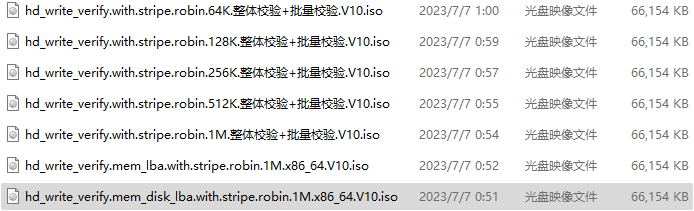 hd_write_verify.with.stripe.robin.64K.整体校验+批量校验.V10.iso 2023/7/7 1:00 光盘映像文件 66,154 KB
hd_write_verify.with.stripe.robin.128K.整体校验+批量校验.V10.iso 2023/7/7 0:59 光盘映像文件 66,154 KB
hd_write_verify.with.stripe.robin.256K.整体校验+批量校验.V10.iso 2023/7/7 0:57 光盘映像文件 66,154 KB
hd_write_verify.with.stripe.robin.512K.整体校验+批量校验.V10.iso 2023/7/7 0:55 光盘映像文件 66,154 KB
hd_write_verify.with.stripe.robin.1M.整体校验+批量校验.V10.iso 2023/7/7 0:54 光盘映像文件 66,154 KB
hd_write_verify.mem_lba.with.stripe.robin.1M.x86_64.V10.iso 2023/7/7 0:52 光盘映像文件 66,154 KB
hd_write_verify.mem_disk_lba.with.stripe.robin.1M.x86_64.V10.iso 2023/7/7 0:51 光盘映像文件 66,154 KB